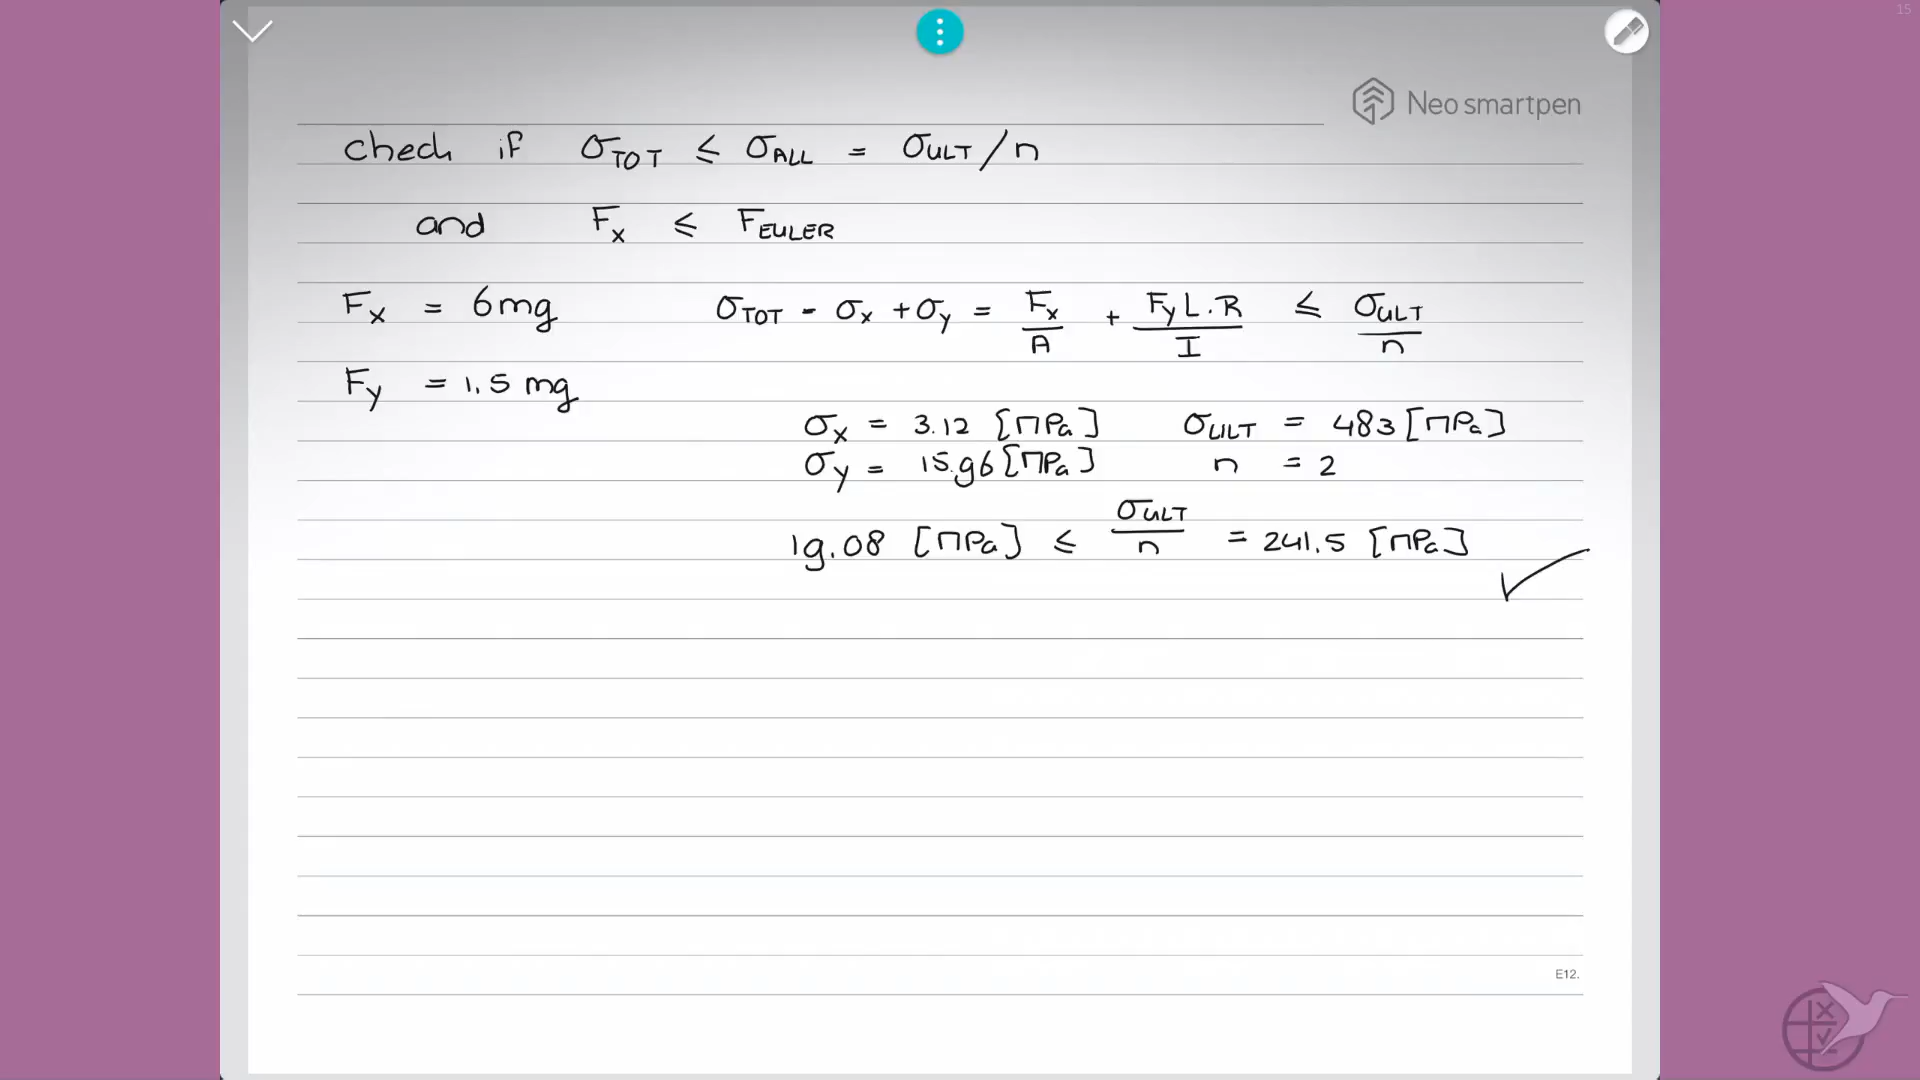 15
Neo smartpen
Check if σTOT ≤ σALL = σULT/n
and Fx ≤ FEULER
Fx = 6mg σTOT - σx + σy = Fx/A + FyL.R/I ≤ σULT/n
Fy = 1.5 mg
σx = 3.12 [MPa] σULT = 483 [MPa]
σy = 15.96 [MPa] n = 2
19.08 [MPa] ≤ σULT/n = 241.5 [MPa] ✓
E12.